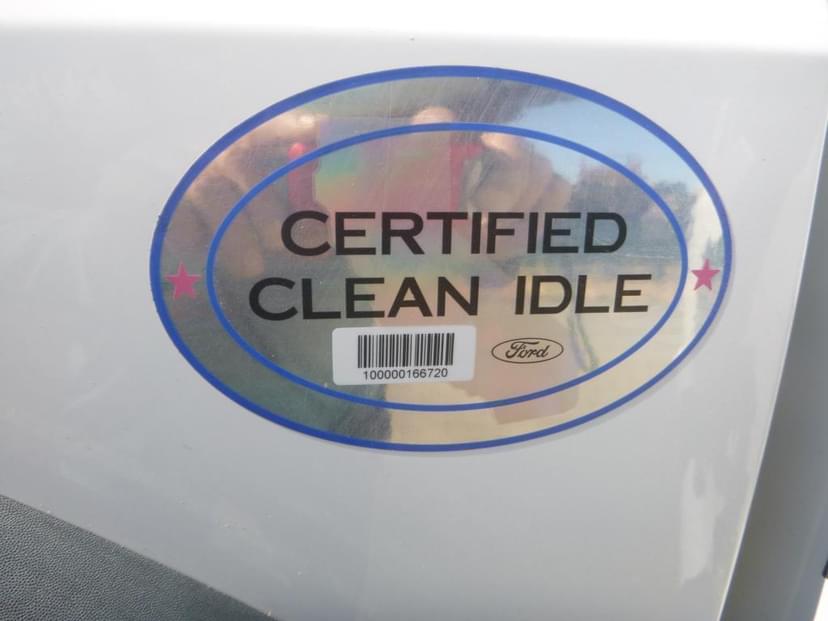 CERTIFIED
CLEAN IDLE
100000166720
Ford